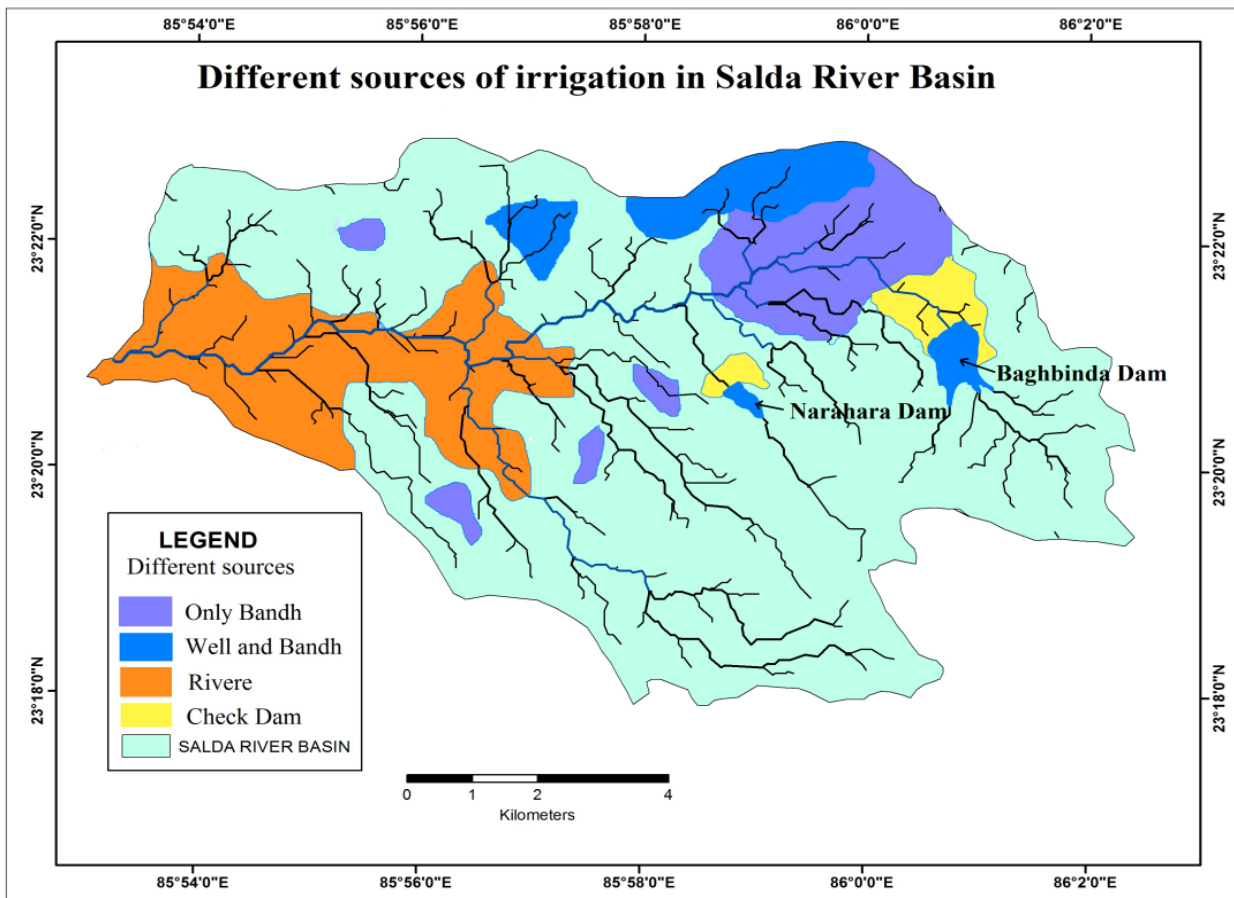 85°54'0"E 85°56'0"E 85°58'0"E 86°0'0"E 86°2'0"E
Different sources of irrigation in Salda River Basin
23°22'0"N 23°22'0"N
Baghbinda Dam
Narahara Dam
23°20'0"N 23°20'0"N
LEGEND
Different sources
Only Bandh
Well and Bandh
Rivere
Check Dam
SALDA RIVER BASIN
23°18'0"N 23°18'0"N
0 1 2 4
Kilometers
85°54'0"E 85°56'0"E 85°58'0"E 86°0'0"E 86°2'0"E